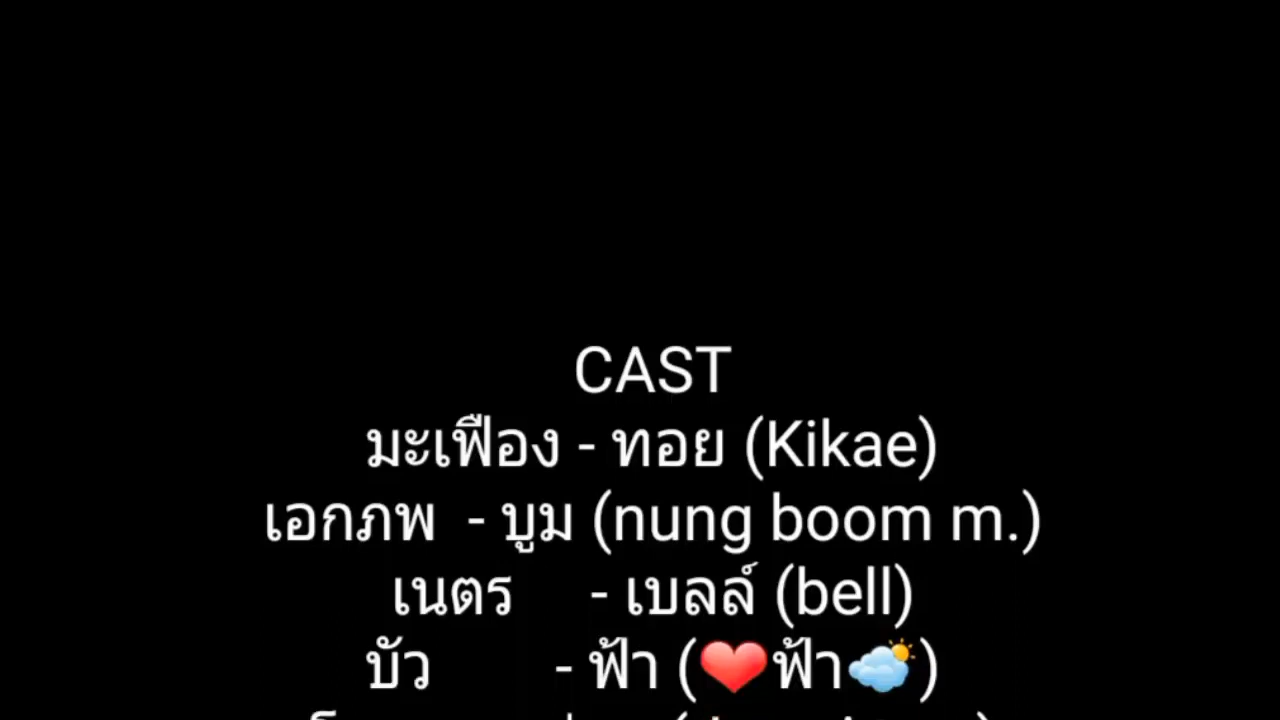 CAST
มะเฟือง - ทอย (Kikae)
เอกภพ - บูม (nung boom m.)
เนตร - เบลล์ (bell)
บัว - ฟ้า (❤️ฟ้า🌤️)